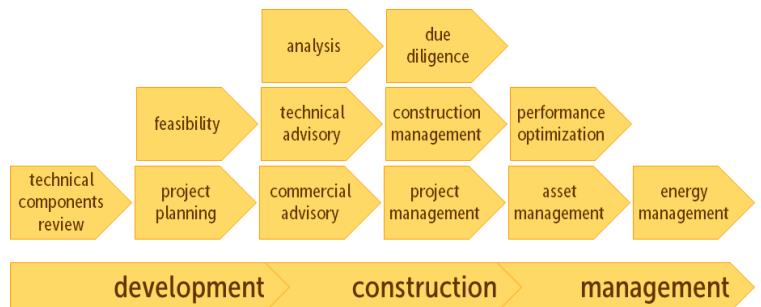 analysis
due
diligence
feasibility
technical
advisory
construction
management
performance
optimization
technical
components
review
project
planning
commercial
advisory
project
management
asset
management
energy
management
development
construction
management